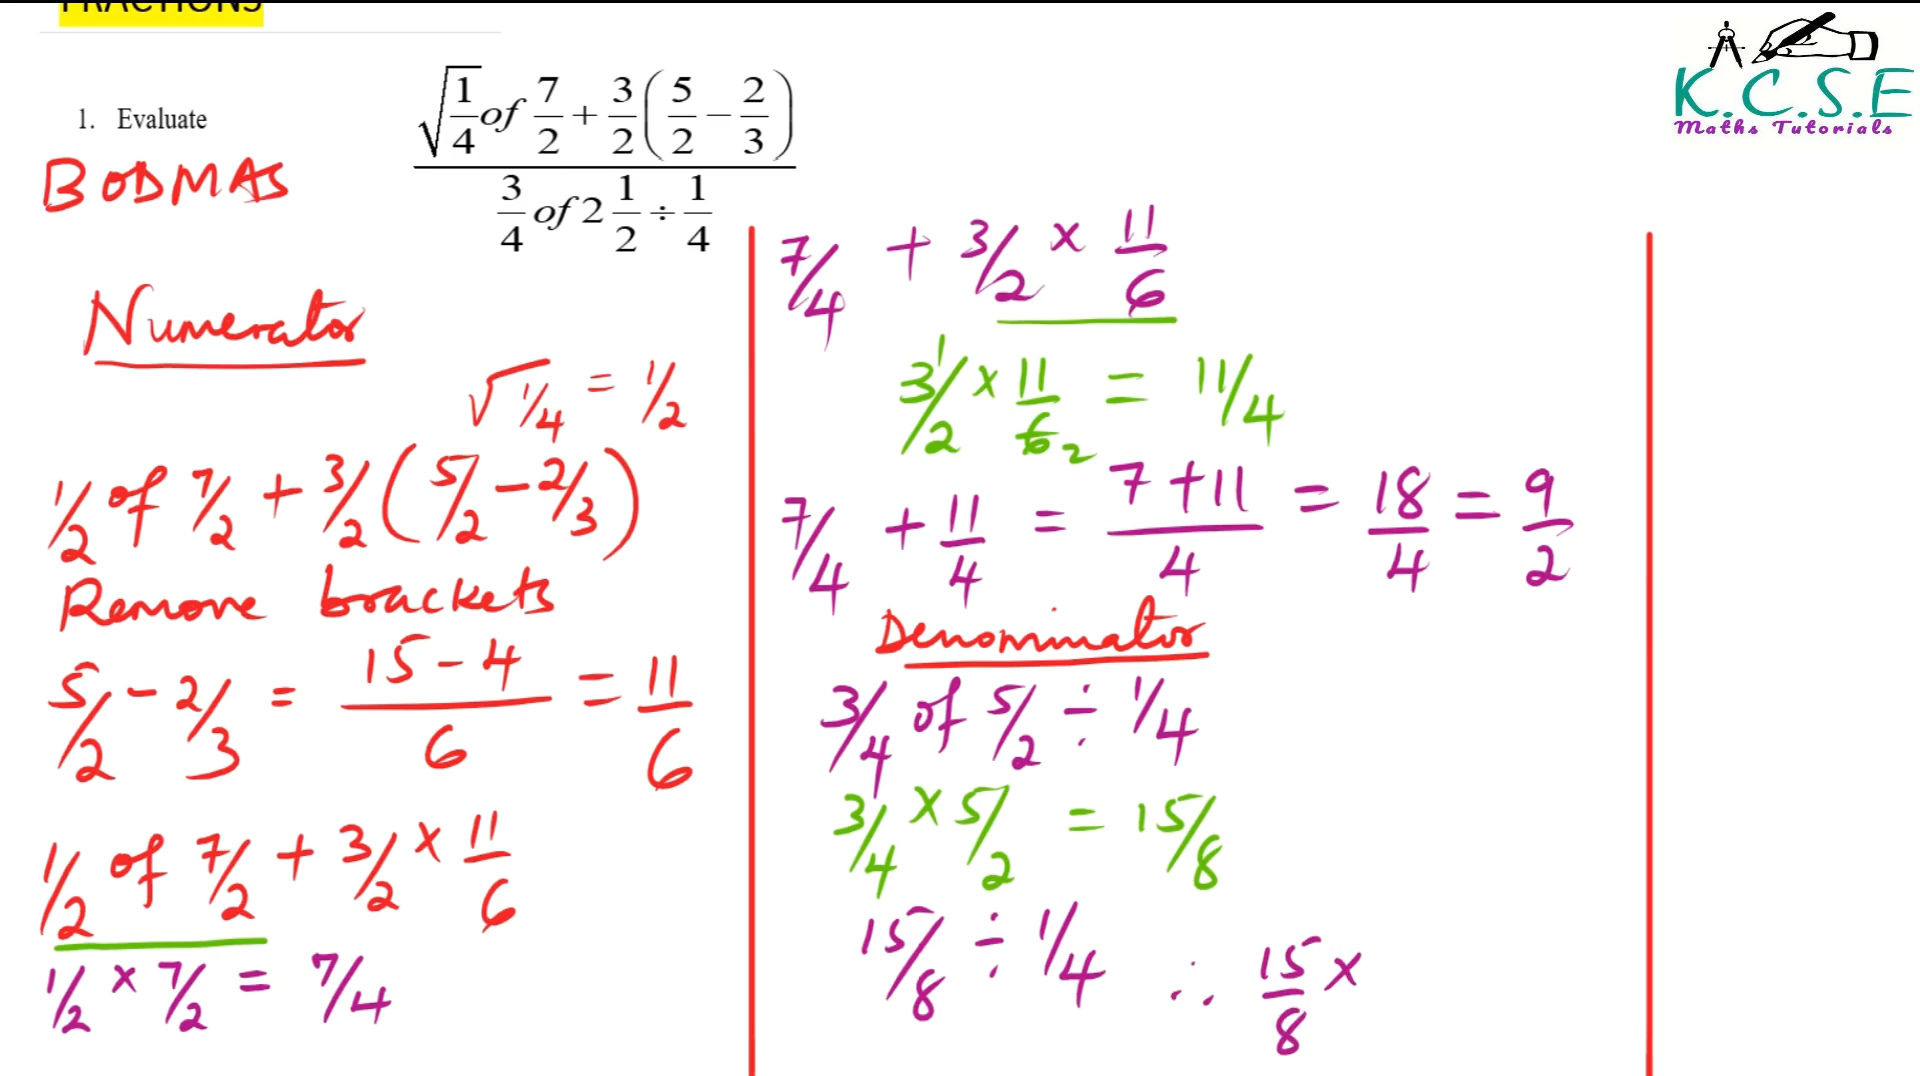 FRACTIONS
K.C.S.E
Maths Tutorials
1. Evaluate
√(1/4) of 7/2 + 3/2 (5/2 − 2/3)
3/4 of 2 1/2 ÷ 1/4
BODMAS
Numerator
√1/4 = 1/2
1/2 of 7/2 + 3/2 (5/2 − 2/3)
Remove brackets
5/2 − 2/3 = 15 − 4 / 6 = 11/6
1/2 of 7/2 + 3/2 × 11/6
1/2 × 7/2 = 7/4
7/4 + 3/2 × 11/6
3/2 1 × 11/6 2 = 11/4
7/4 + 11/4 = 7 + 11 / 4 = 18/4 = 9/2
Denominator
3/4 of 5/2 ÷ 1/4
3/4 × 5/2 = 15/8
15/8 ÷ 1/4 ∴ 15/8 ×